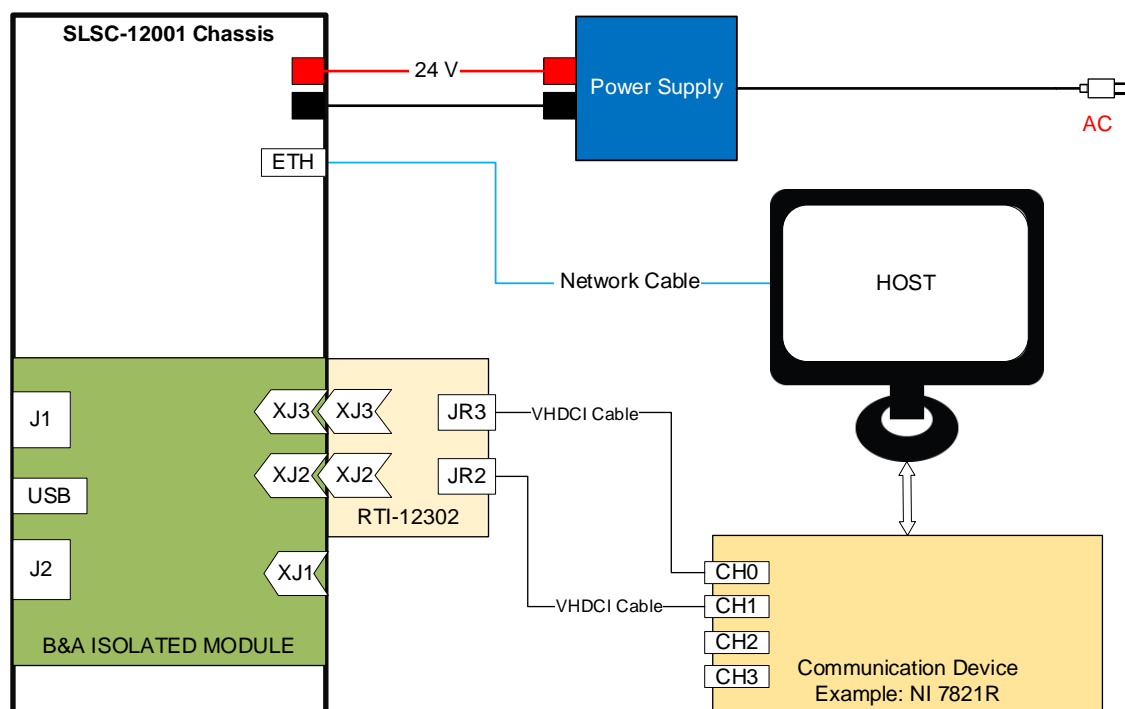 SLSC-12001 Chassis
24 V
Power Supply
AC
ETH
Network Cable
HOST
J1
XJ3
XJ3
JR3
VHDCI Cable
XJ2
XJ2
JR2
USB
RTI-12302
J2
XJ1
CH0
VHDCI Cable
CH1
CH2
CH3
B&A ISOLATED MODULE
Communication Device
Example: NI 7821R